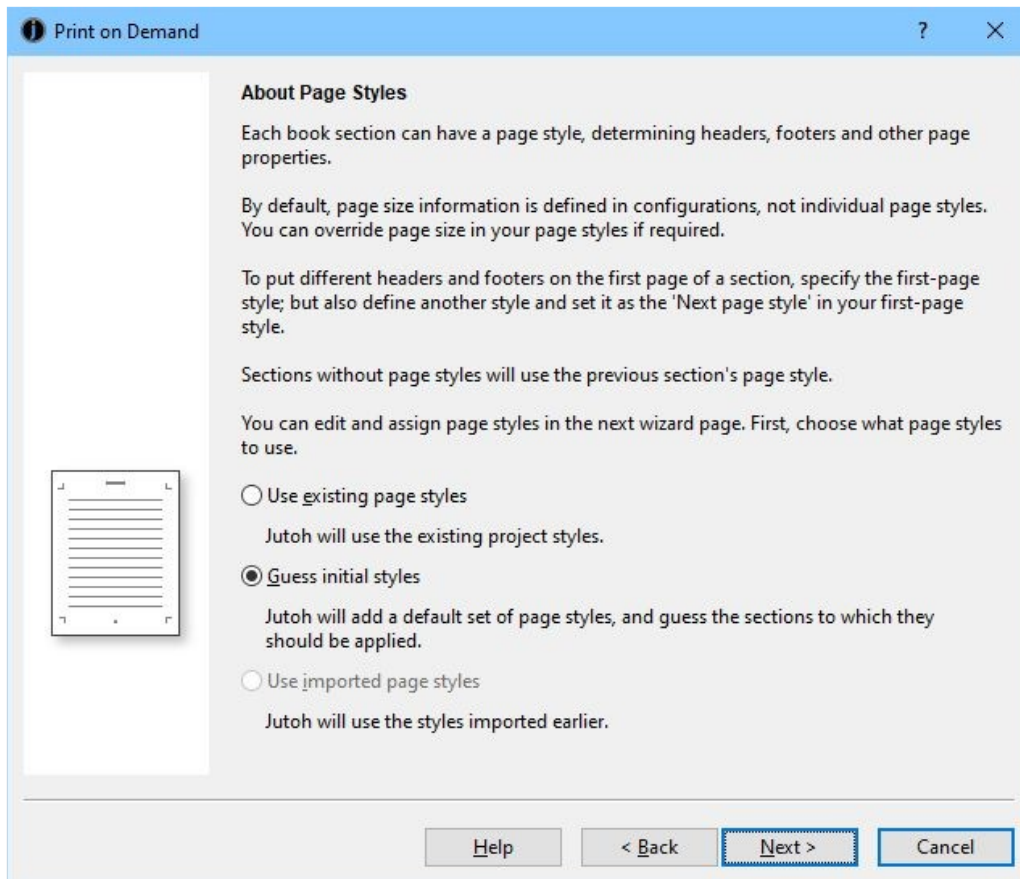 Print on Demand
?
About Page Styles
Each book section can have a page style, determining headers, footers and other page
properties.
By default, page size information is defined in configurations, not individual page styles.
You can override page size in your page styles if required.
To put different headers and footers on the first page of a section, specify the first-page
style; but also define another style and set it as the 'Next page style' in your first-page
style.
Sections without page styles will use the previous section's page style.
You can edit and assign page styles in the next wizard page. First, choose what page styles
to use.
Use existing page styles
Jutoh will use the existing project styles.
Guess initial styles
Jutoh will add a default set of page styles, and guess the sections to which they
should be applied.
Use imported page styles
Jutoh will use the styles imported earlier.
Help
< Back
Next >
Cancel